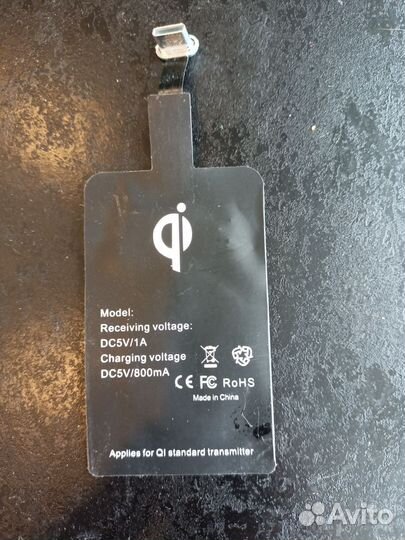 qi
Model:
Receiving voltage:
DC5V/1A
Charging voltage
DC5V/800mA
CE FC RoHS
Made in China
Applies for QI standard transmitter
Avito